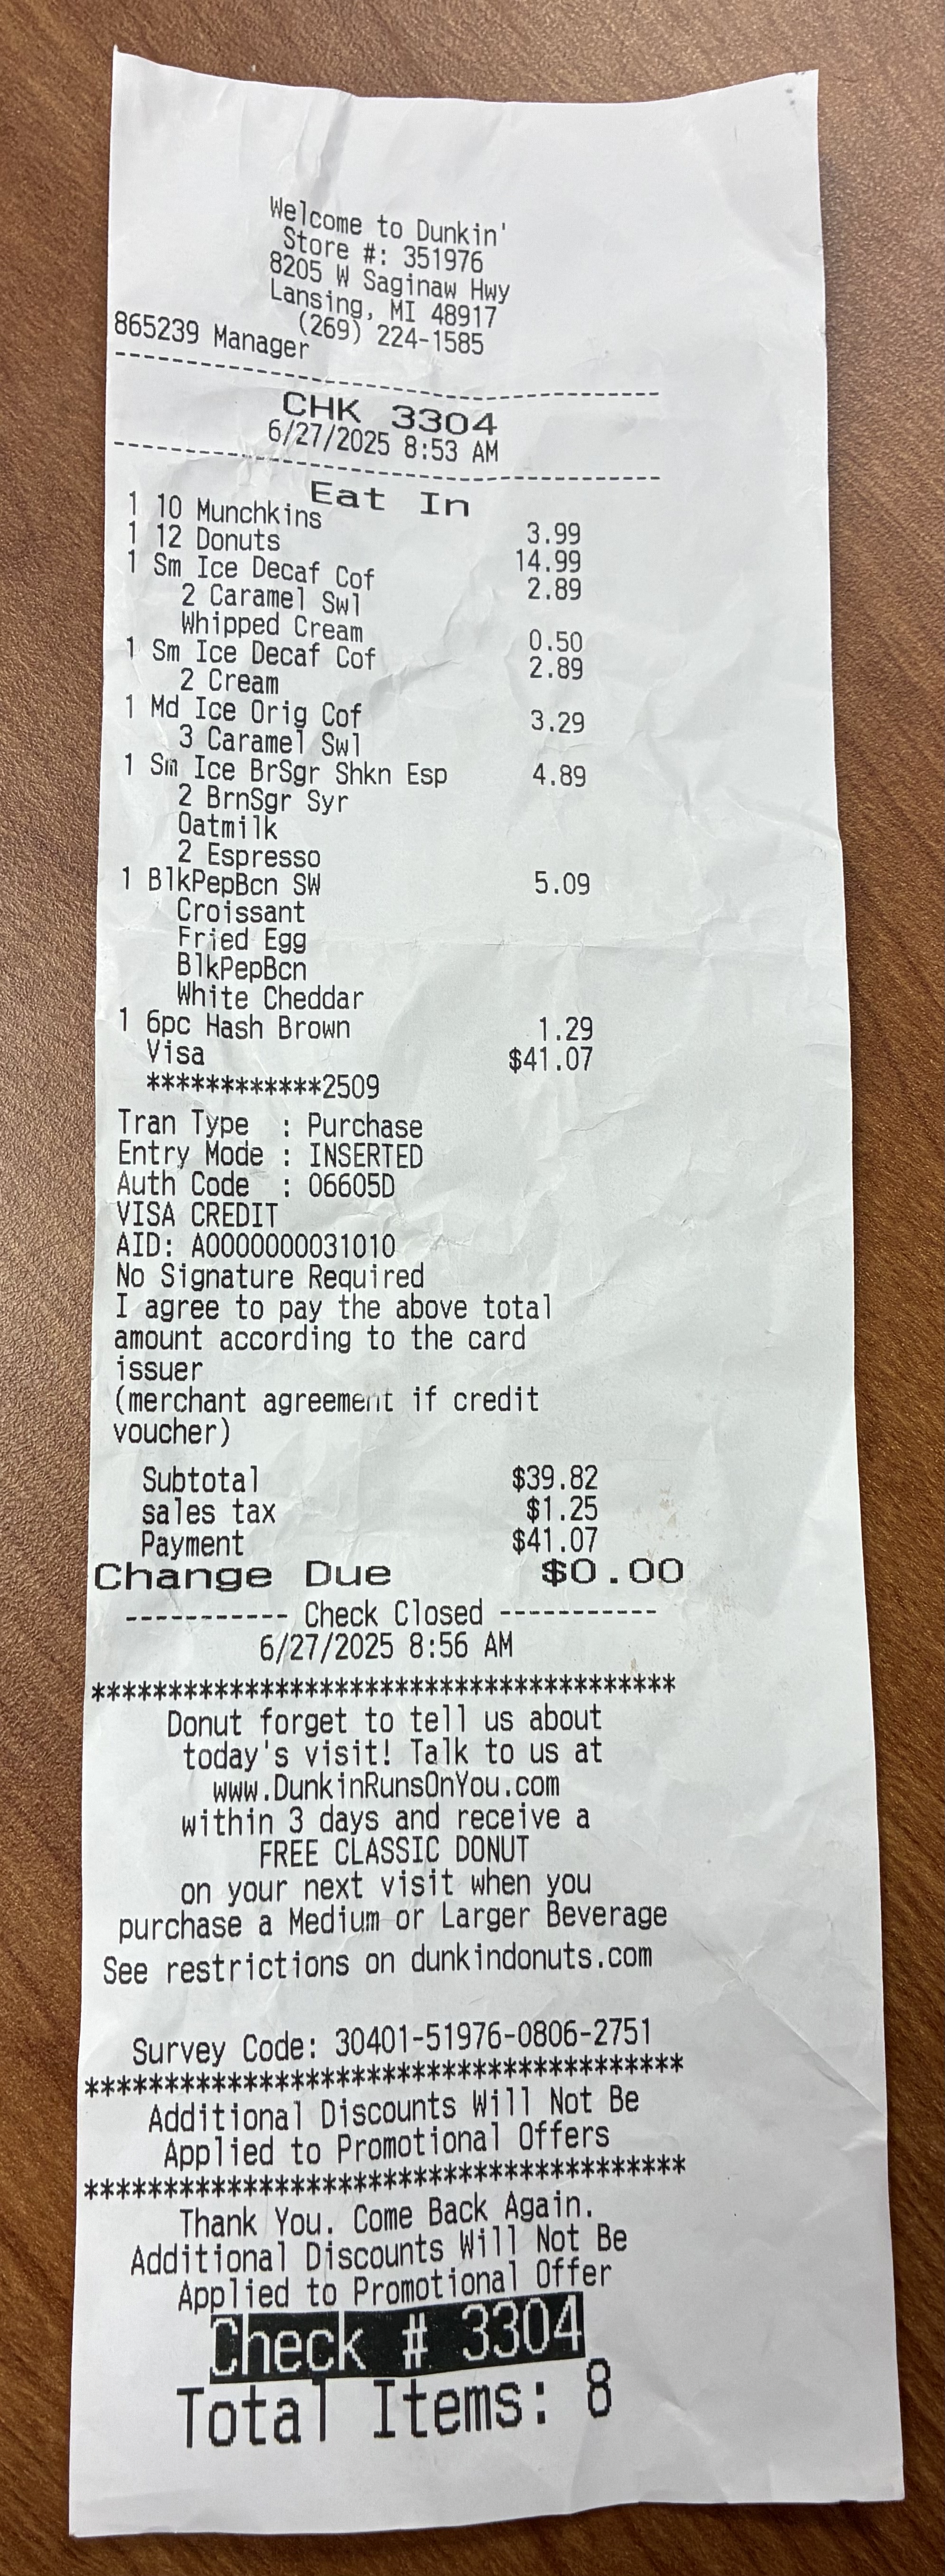 Welcome to Dunkin'
Store #: 351976
8205 W Saginaw Hwy
Lansing, MI 48917
(269) 224-1585
865239 Manager
CHK 3304
6/27/2025 8:53 AM
Eat In
1 10 Munchkins 3.99
1 12 Donuts 14.99
1 Sm Ice Decaf Cof 2.89
2 Caramel Swl
Whipped Cream 0.50
1 Sm Ice Decaf Cof 2.89
2 Cream
1 Md Ice Orig Cof 3.29
3 Caramel Swl
1 Sm Ice BrSgr Shkn Esp 4.89
2 BrnSgr Syr
Oatmilk
2 Espresso
1 BlkPepBcn SW 5.09
Croissant
Fried Egg
BlkPepBcn
White Cheddar
1 6pc Hash Brown 1.29
Visa $41.07
************2509
Tran Type : Purchase
Entry Mode : INSERTED
Auth Code : 06605D
VISA CREDIT
AID: A0000000031010
No Signature Required
I agree to pay the above total
amount according to the card
issuer
(merchant agreement if credit
voucher)
Subtotal $39.82
sales tax $1.25
Payment $41.07
Change Due $0.00
----------- Check Closed -----------
6/27/2025 8:56 AM
****************************************
Donut forget to tell us about
today's visit! Talk to us at
www.DunkinRunsOnYou.com
within 3 days and receive a
FREE CLASSIC DONUT
on your next visit when you
purchase a Medium or Larger Beverage
See restrictions on dunkindonuts.com
Survey Code: 30401-51976-0806-2751
****************************************
Additional Discounts Will Not Be
Applied to Promotional Offers
****************************************
Thank You. Come Back Again.
Additional Discounts Will Not Be
Applied to Promotional Offer
Check # 3304
Total Items: 8